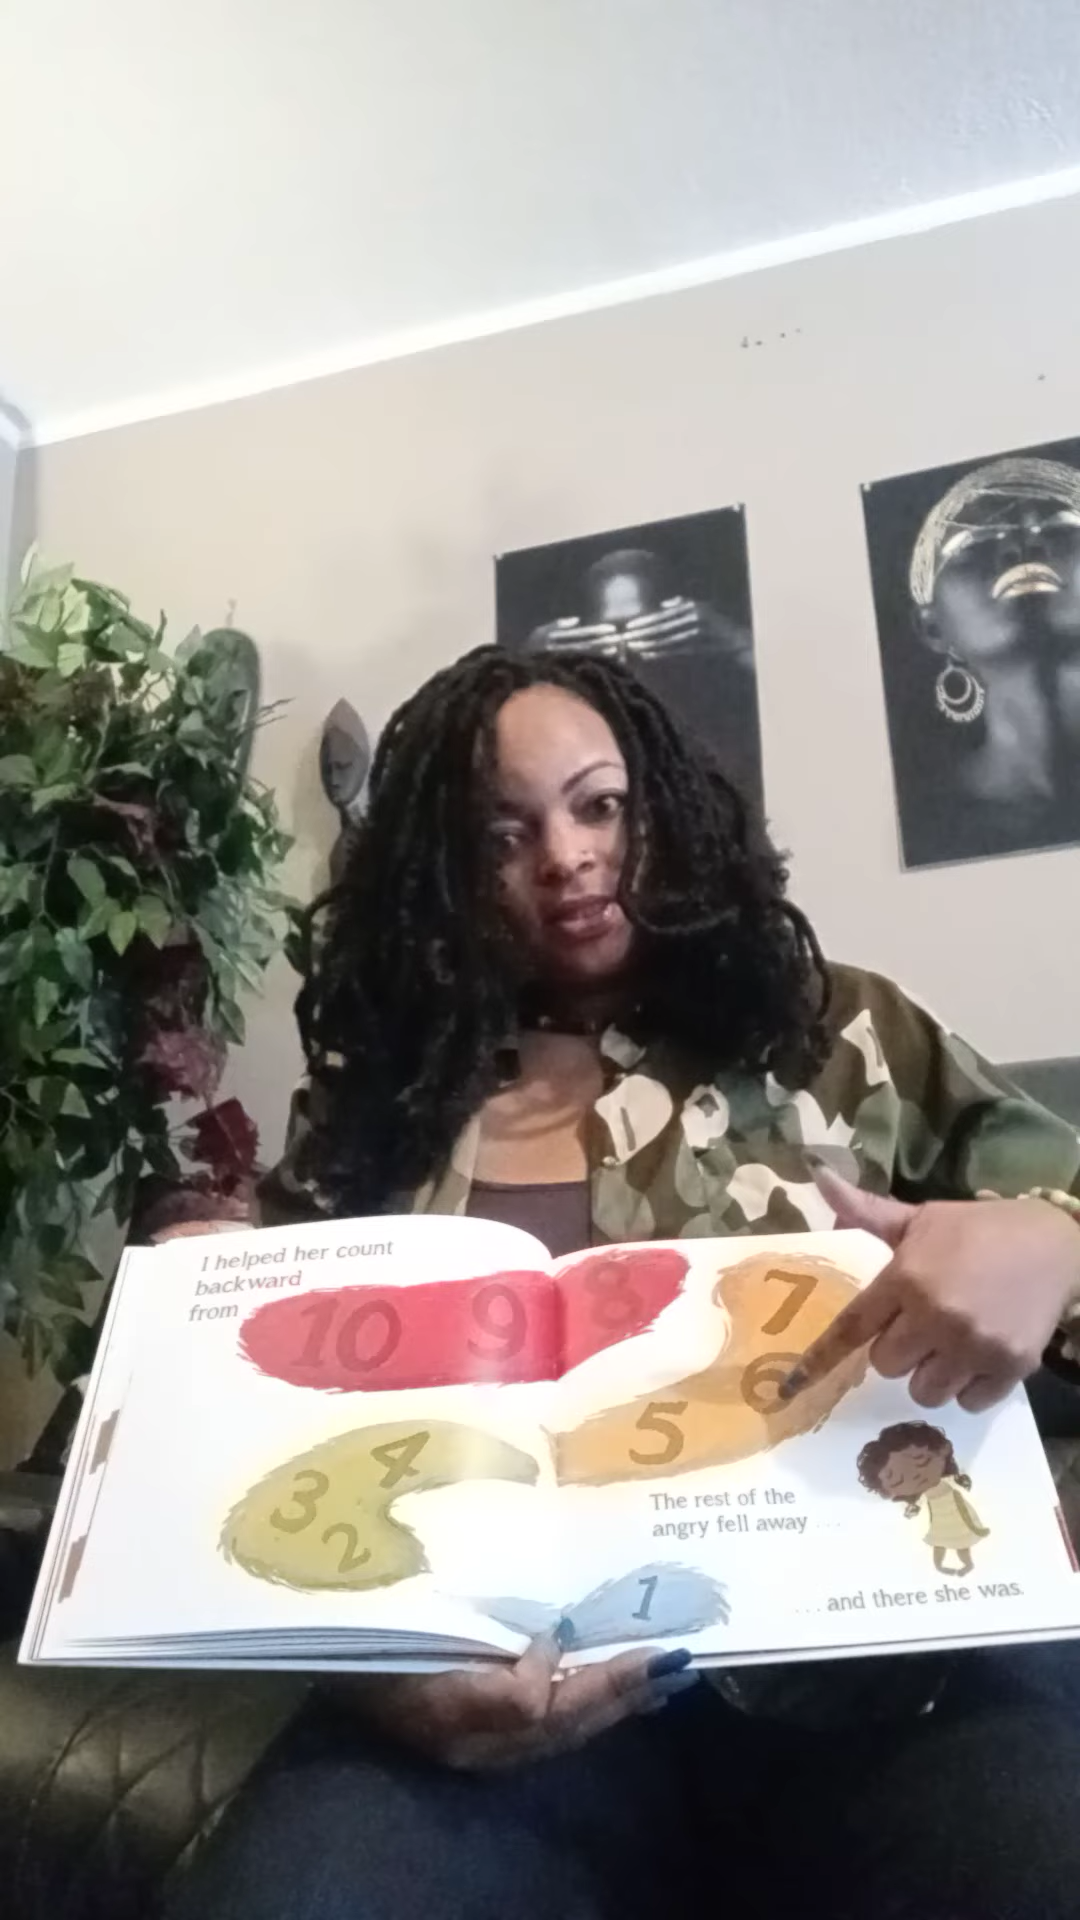 I helped her count
backward
from
10 9 8
7
6
5
4
3
2
1
The rest of the
angry fell away ...
... and there she was.